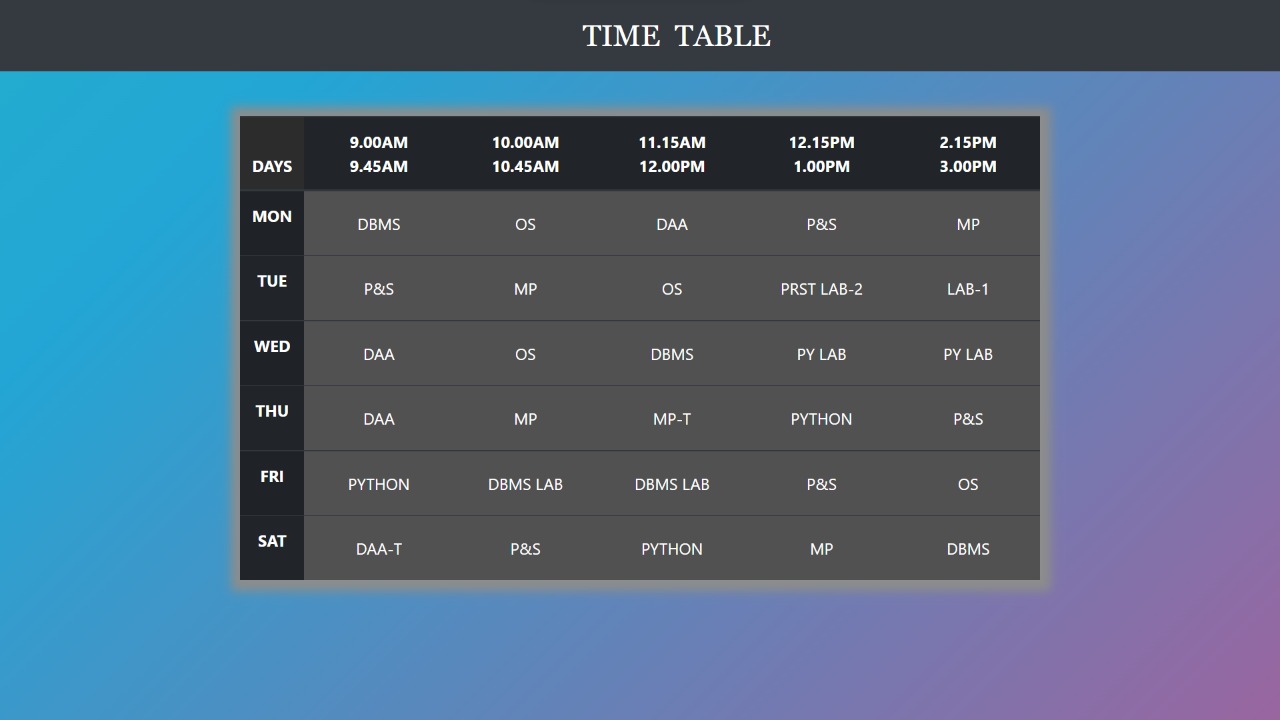 TIME TABLE
DAYS 9.00AM 9.45AM 10.00AM 10.45AM 11.15AM 12.00PM 12.15PM 1.00PM 2.15PM 3.00PM
MON DBMS OS DAA P&S MP
TUE P&S MP OS PRST LAB-2 LAB-1
WED DAA OS DBMS PY LAB PY LAB
THU DAA MP MP-T PYTHON P&S
FRI PYTHON DBMS LAB DBMS LAB P&S OS
SAT DAA-T P&S PYTHON MP DBMS